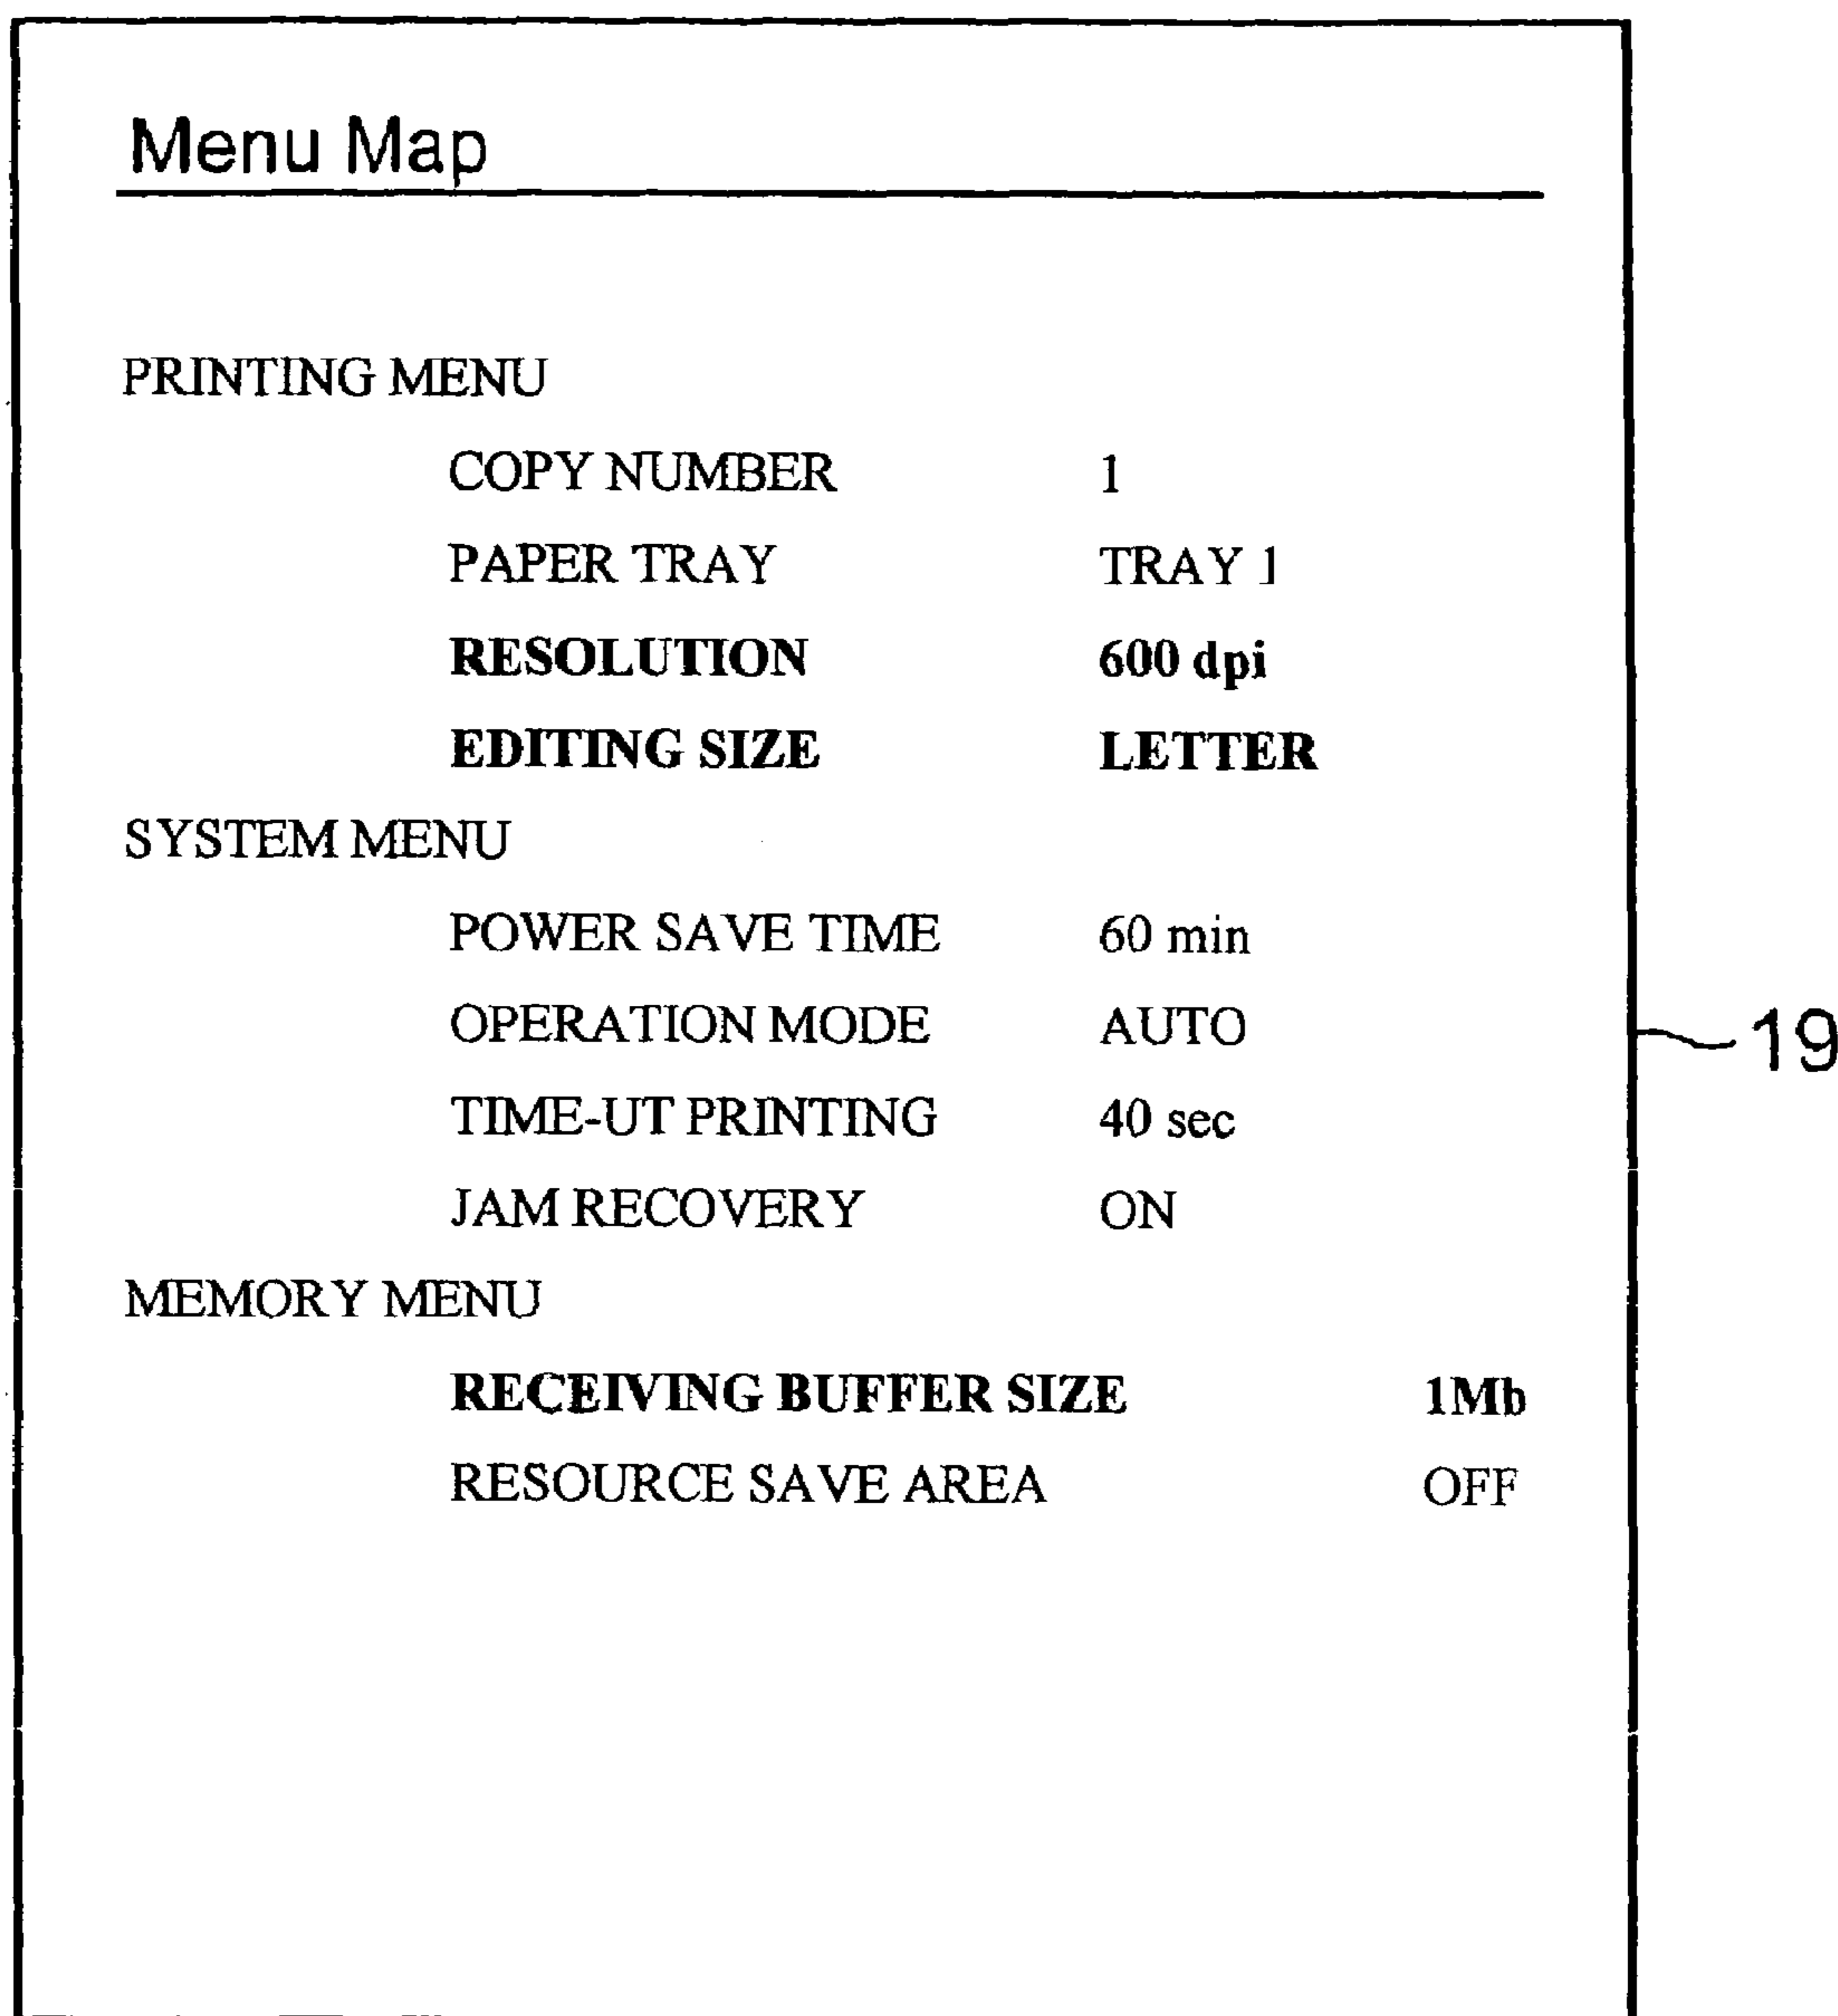 Menu Map
PRINTING MENU
COPY NUMBER 1
PAPER TRAY TRAY 1
RESOLUTION 600 dpi
EDITING SIZE LETTER
SYSTEM MENU
POWER SAVE TIME 60 min
OPERATION MODE AUTO
19
TIME-UT PRINTING 40 sec
JAM RECOVERY ON
MEMORY MENU
RECEIVING BUFFER SIZE 1Mb
RESOURCE SAVE AREA OFF